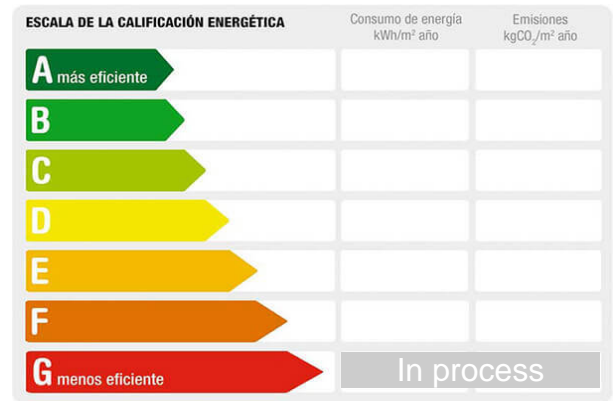 ESCALA DE LA CALIFICACIÓN ENERGÉTICA
Consumo de energía
kWh/m² año
Emisiones
kgCO₂/m² año
A más eficiente
B
C
D
E
F
G menos eficiente
In process